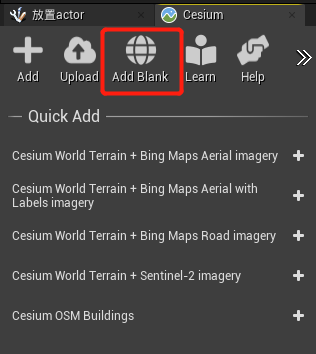 放置actor
Cesium
Add
Upload
Add Blank
Learn
Help
Quick Add
Cesium World Terrain + Bing Maps Aerial imagery
Cesium World Terrain + Bing Maps Aerial with
Labels imagery
Cesium World Terrain + Bing Maps Road imagery
Cesium World Terrain + Sentinel-2 imagery
Cesium OSM Buildings